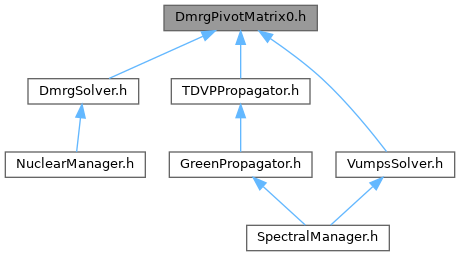 DmrgPivotMatrix0.h
DmrgSolver.h
TDVPPropagator.h
NuclearManager.h
GreenPropagator.h
VumpsSolver.h
SpectralManager.h